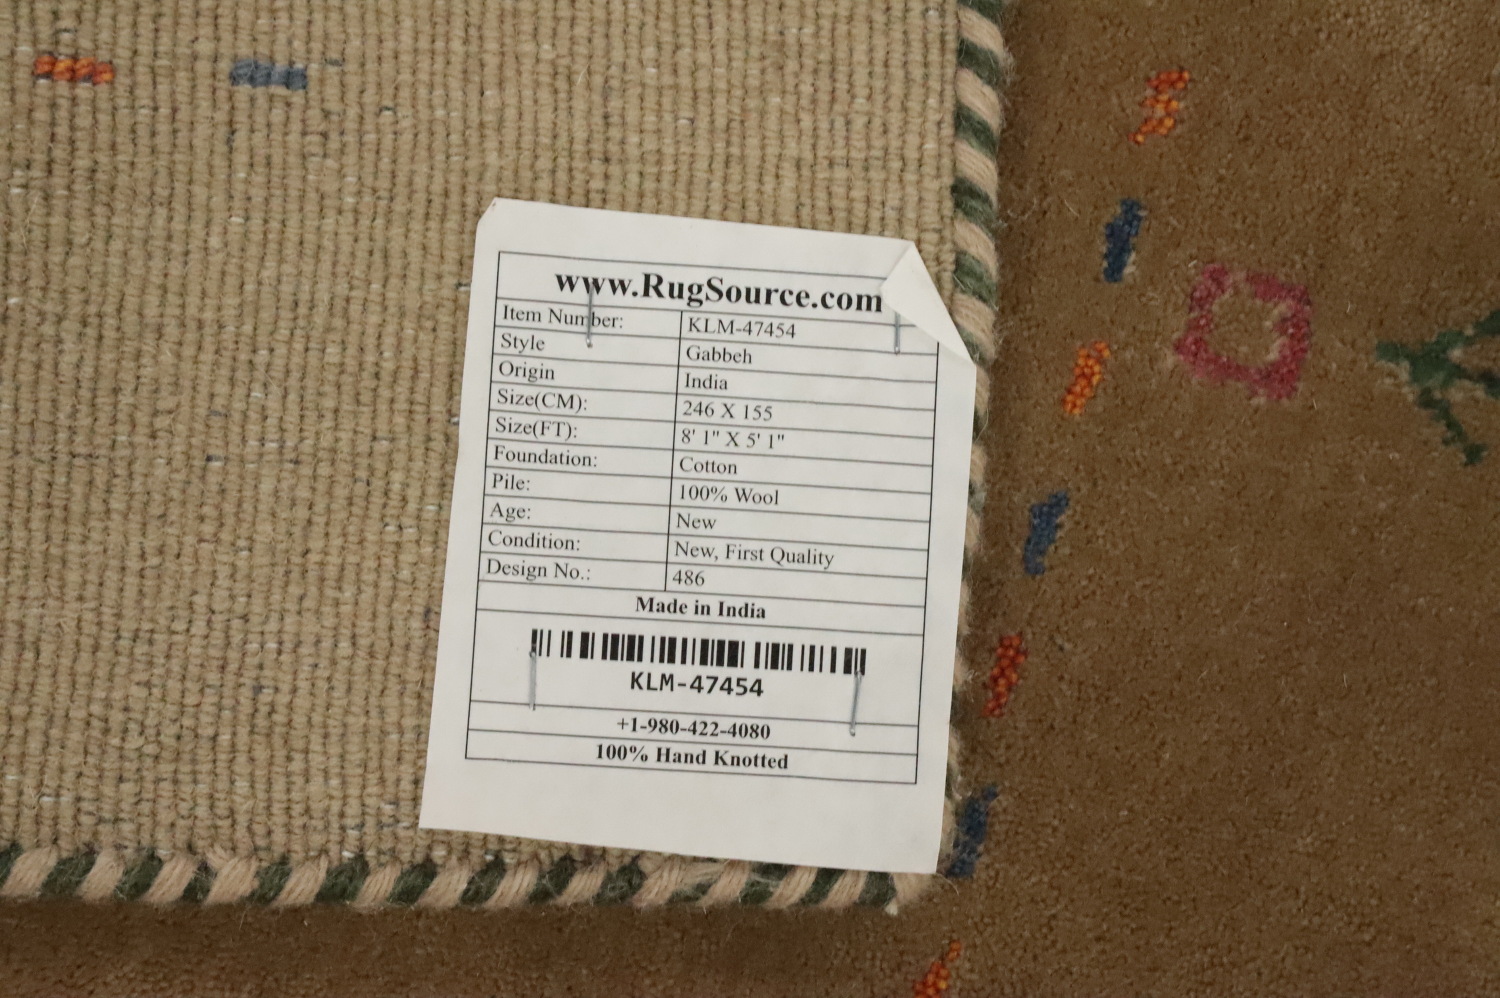 www.RugSource.com
Item Number: KLM-47454
Style Gabbeh
Origin India
Size(CM): 246 X 155
Size(FT): 8' 1" X 5' 1"
Foundation: Cotton
Pile: 100% Wool
Age: New
Condition: New, First Quality
Design No.: 486
Made in India
KLM-47454
+1-980-422-4080
100% Hand Knotted